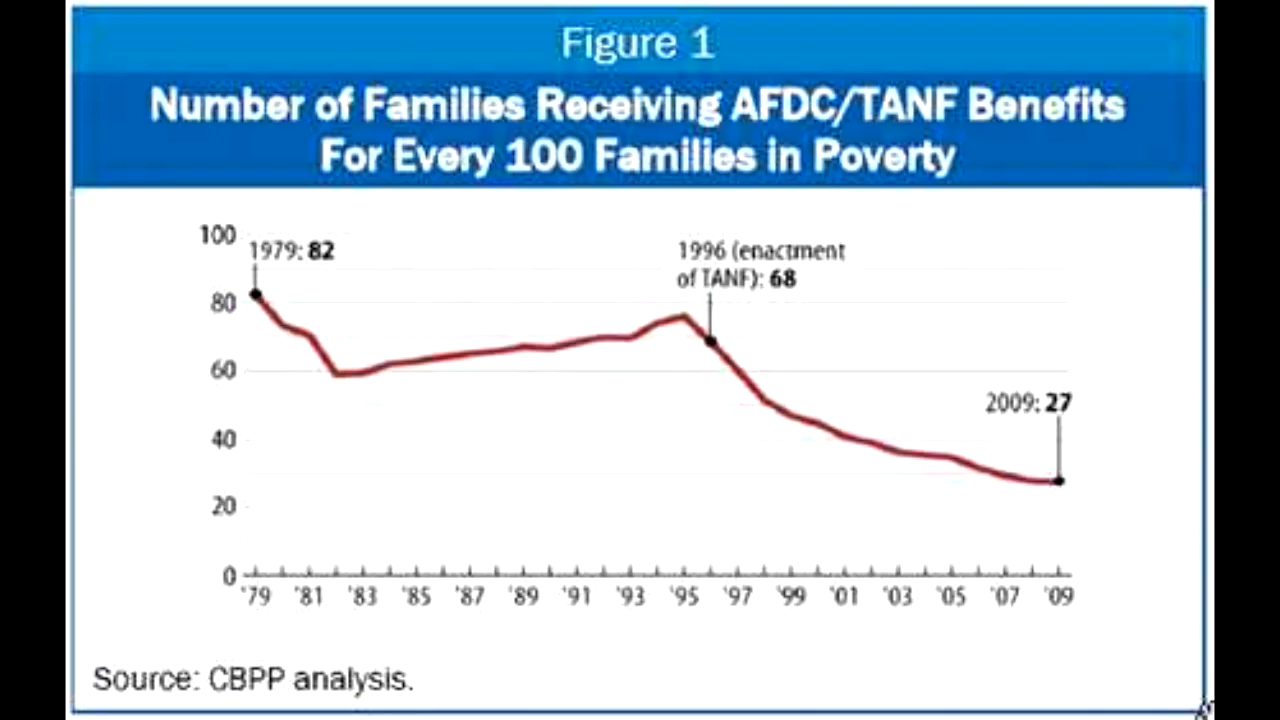 Figure 1
Number of Families Receiving AFDC/TANF Benefits
For Every 100 Families in Poverty
100
1979: 82
1996 (enactment
of TANF): 68
80
60
2009: 27
40
20
0
'79 '81 '83 '85 '87 '89 '91 '93 '95 '97 '99 '01 '03 '05 '07 '09
Source: CBPP analysis.